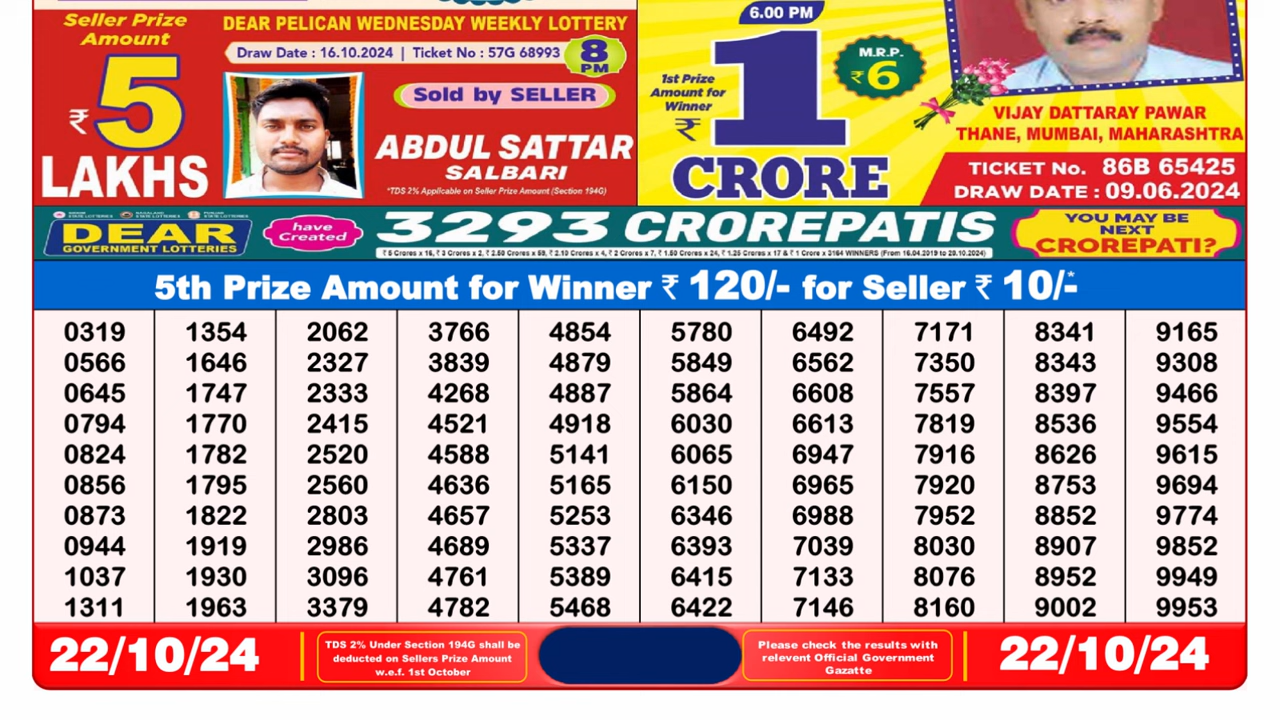 Seller Prize
Amount
₹5
LAKHS
DEAR PELICAN WEDNESDAY WEEKLY LOTTERY
Draw Date : 16.10.2024 | Ticket No : 57G 68993
8
PM
Sold by SELLER
ABDUL SATTAR
SALBARI
*TDS 2% Applicable on Seller Prize Amount (Section 194G)
6.00 PM
1st Prize
Amount for
Winner
₹
1
CRORE
M.R.P.
₹6
VIJAY DATTARAY PAWAR
THANE, MUMBAI, MAHARASHTRA
TICKET No. 86B 65425
DRAW DATE : 09.06.2024
DEAR
GOVERNMENT LOTTERIES
have
Created
3293 CROREPATIS
YOU MAY BE
NEXT
CROREPATI?
5th Prize Amount for Winner ₹ 120/- for Seller ₹ 10/-*
0319 1354 2062 3766 4854 5780 6492 7171 8341 9165
0566 1646 2327 3839 4879 5849 6562 7350 8343 9308
0645 1747 2333 4268 4887 5864 6608 7557 8397 9466
0794 1770 2415 4521 4918 6030 6613 7819 8536 9554
0824 1782 2520 4588 5141 6065 6947 7916 8626 9615
0856 1795 2560 4636 5165 6150 6965 7920 8753 9694
0873 1822 2803 4657 5253 6346 6988 7952 8852 9774
0944 1919 2986 4689 5337 6393 7039 8030 8907 9852
1037 1930 3096 4761 5389 6415 7133 8076 8952 9949
1311 1963 3379 4782 5468 6422 7146 8160 9002 9953
22/10/24
TDS 2% Under Section 194G shall be
deducted on Sellers Prize Amount
w.e.f. 1st October
Please check the results with
relevent Official Government
Gazatte
22/10/24